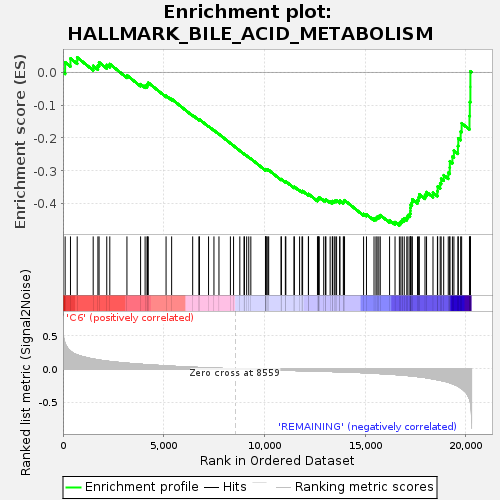 Enrichment plot:
HALLMARK_BILE_ACID_METABOLISM
Enrichment score (ES)
0.0
-0.1
-0.2
-0.3
-0.4
'C6' (positively correlated)
Ranked list metric (Signal2Noise)
0.5
0.0
-0.5
Zero cross at 8559
'REMAINING' (negatively correlated)
0
5,000
10,000
15,000
20,000
Rank in Ordered Dataset
Enrichment profile
Hits
Ranking metric scores